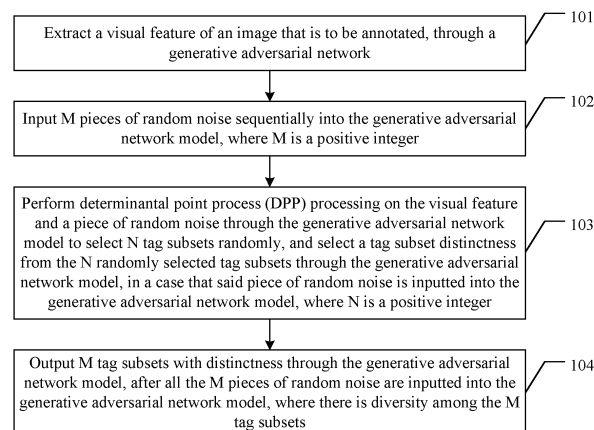 101
Extract a visual feature of an image that is to be annotated, through a
generative adversarial network
102
Input M pieces of random noise sequentially into the generative adversarial
network model, where M is a positive integer
103
Perform determinantal point process (DPP) processing on the visual feature
and a piece of random noise through the generative adversarial network
model to select N tag subsets randomly, and select a tag subset distinctness
from the N randomly selected tag subsets through the generative adversarial
network model, in a case that said piece of random noise is inputted into the
generative adversarial network model, where N is a positive integer
104
Output M tag subsets with distinctness through the generative adversarial
network model, after all the M pieces of random noise are inputted into the
generative adversarial network model, where there is diversity among the M
tag subsets